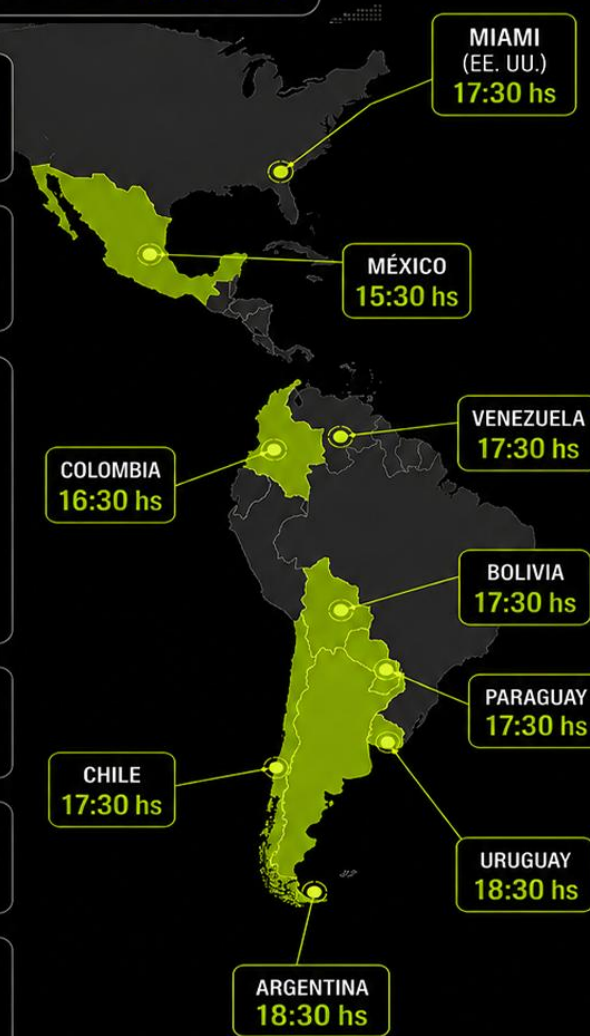 MIAMI
(EE. UU.)
17:30 hs
MÉXICO
15:30 hs
VENEZUELA
17:30 hs
COLOMBIA
16:30 hs
BOLIVIA
17:30 hs
PARAGUAY
17:30 hs
CHILE
17:30 hs
URUGUAY
18:30 hs
ARGENTINA
18:30 hs